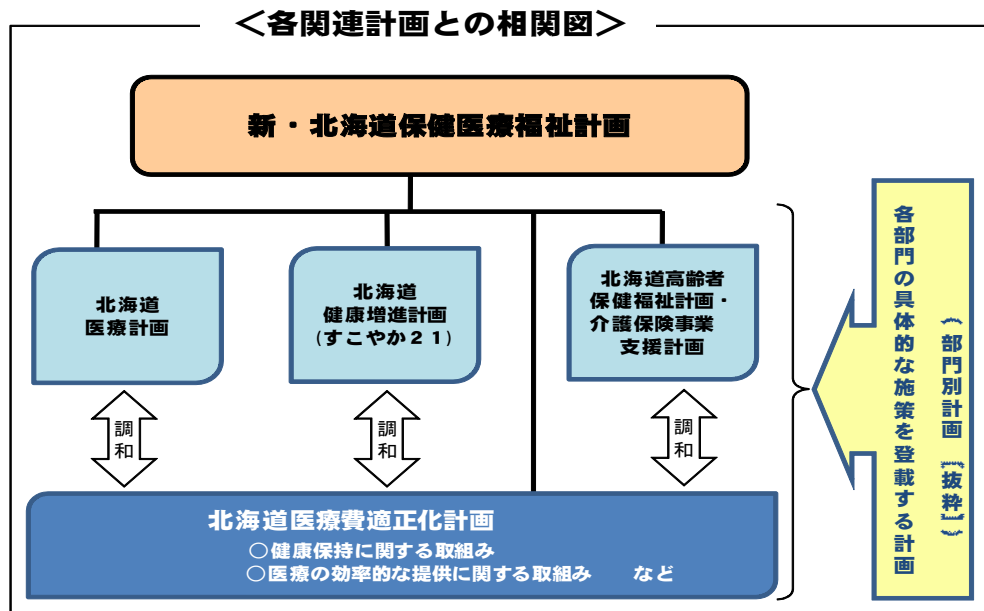 ＜各関連計画との相関図＞
新・北海道保健医療福祉計画
北海道
医療計画
北海道
健康増進計画
(すこやか２１)
北海道高齢者
保健福祉計画・
介護保険事業
支援計画
調和
調和
調和
北海道医療費適正化計画
○健康保持に関する取組み
○医療の効率的な提供に関する取組み　など
（部門別計画【抜粋】）
各部門の具体的な施策を登載する計画